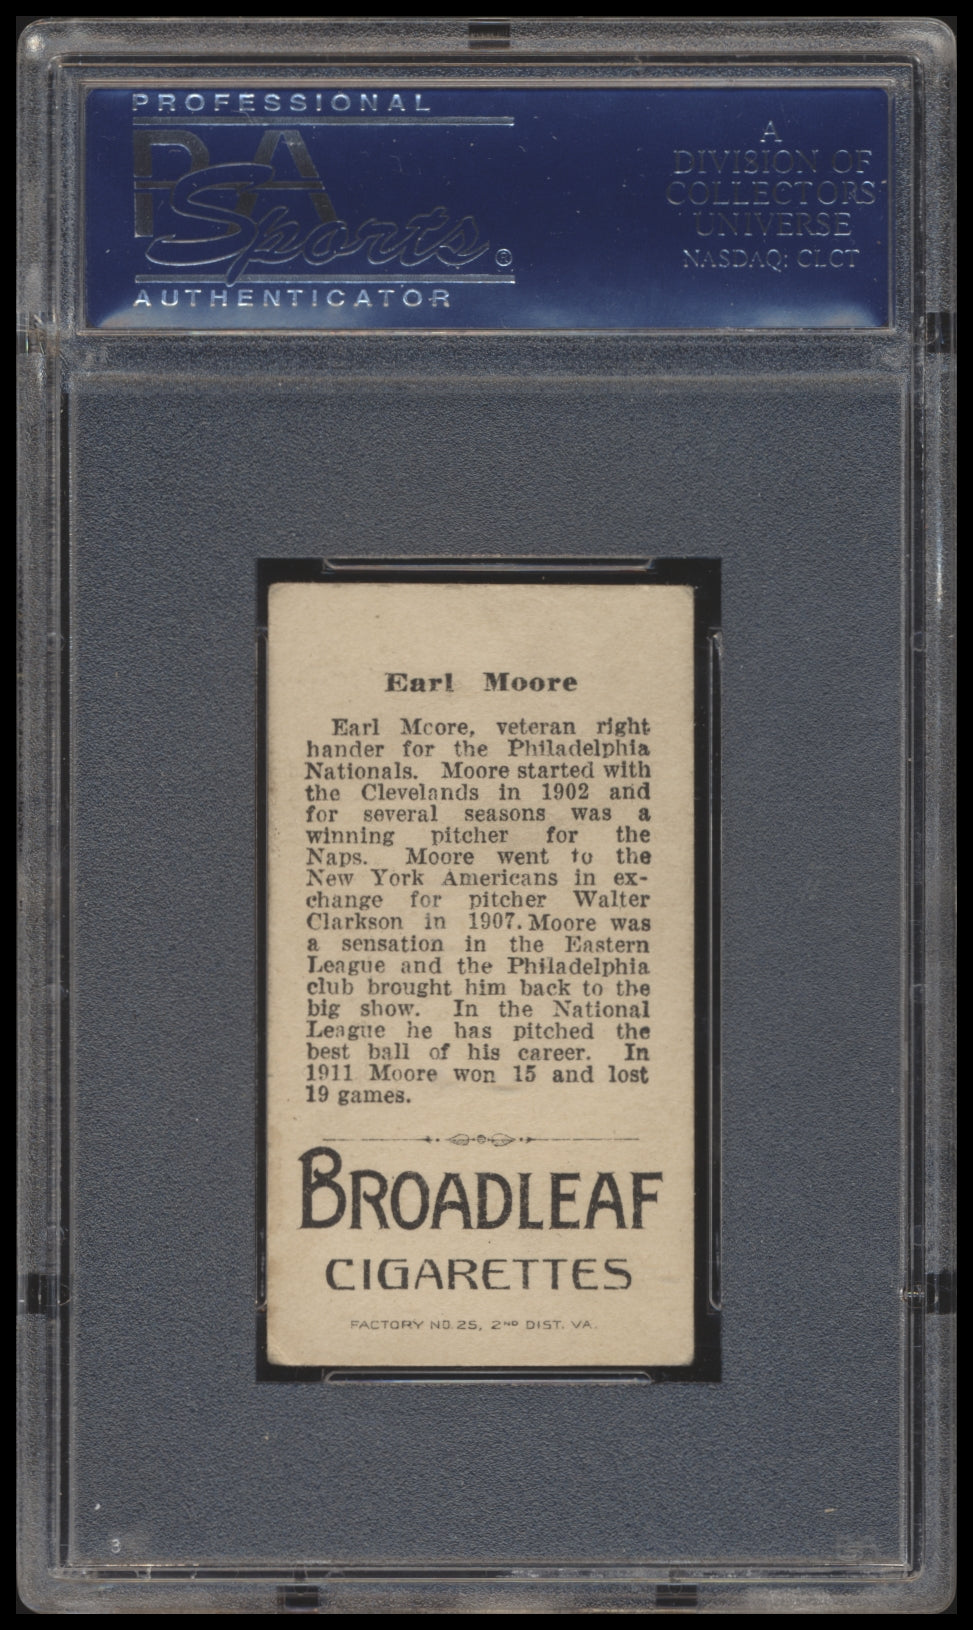 PROFESSIONAL
PSA
Sports®
AUTHENTICATOR
A
DIVISION OF
COLLECTORS
UNIVERSE
NASDAQ: CLCT
Earl Moore
Earl Mcore, veteran right
hander for the Philadelphia
Nationals. Moore started with
the Clevelands in 1902 and
for several seasons was a
winning pitcher for the
Naps. Moore went to the
New York Americans in ex-
change for pitcher Walter
Clarkson in 1907. Moore was
a sensation in the Eastern
League and the Philadelphia
club brought him back to the
big show. In the National
League he has pitched the
best ball of his career. In
1911 Moore won 15 and lost
19 games.
BROADLEAF
CIGARETTES
FACTORY NO. 25, 2ND DIST. VA.
3